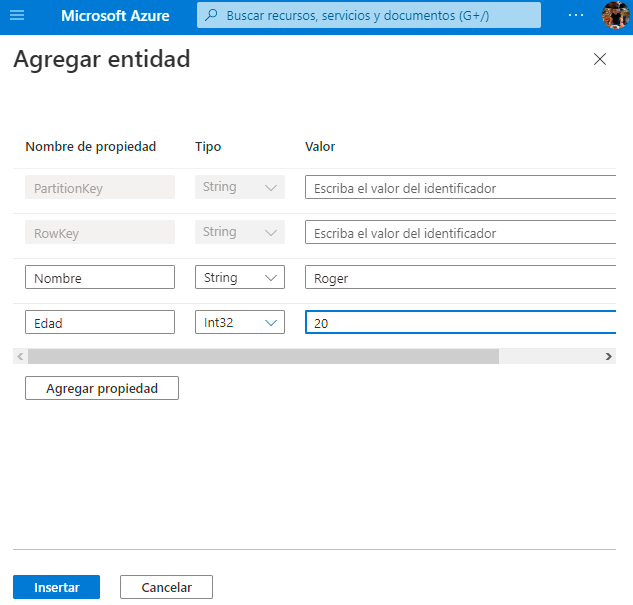 Microsoft Azure
Buscar recursos, servicios y documentos (G+/)
...
Agregar entidad
Nombre de propiedad Tipo Valor
PartitionKey String Escriba el valor del identificador
RowKey String Escriba el valor del identificador
Nombre String Roger
Edad Int32 20
Agregar propiedad
Insertar Cancelar